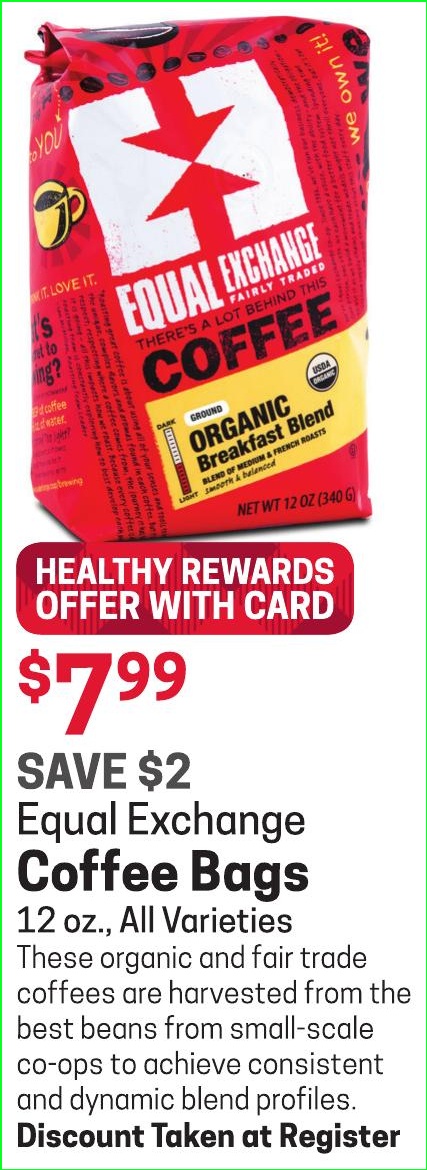 we own it!
to YOU
EQUAL EXCHANGE
FAIRLY TRADED
THERE'S A LOT BEHIND THIS
COFFEE
USDA
ORGANIC
DARK
GROUND
ORGANIC
Breakfast Blend
BLEND OF MEDIUM & FRENCH ROASTS
smooth & balanced
LIGHT
NET WT 12 OZ (340 G)
HEALTHY REWARDS
OFFER WITH CARD
$7.99
SAVE $2
Equal Exchange
Coffee Bags
12 oz., All Varieties
These organic and fair trade
coffees are harvested from the
best beans from small-scale
co-ops to achieve consistent
and dynamic blend profiles.
Discount Taken at Register